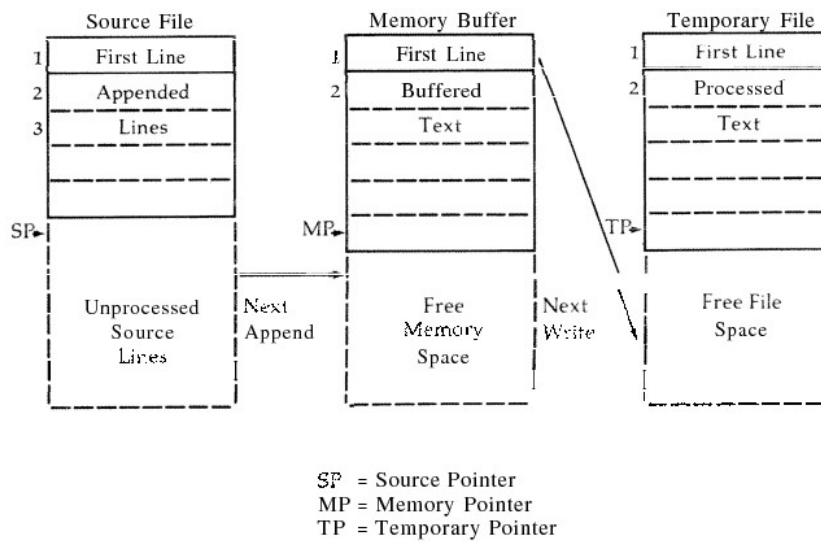 Source File
Memory Buffer
Temporary File
1 First Line
1 First Line
1 First Line
2 Appended
2 Buffered
2 Processed
3 Lines
Text
Text
SP
MP
TP
Unprocessed
Source
Lines
Next
Append
Free
Memory
Space
Next
Write
Free File
Space
SP = Source Pointer
MP = Memory Pointer
TP = Temporary Pointer